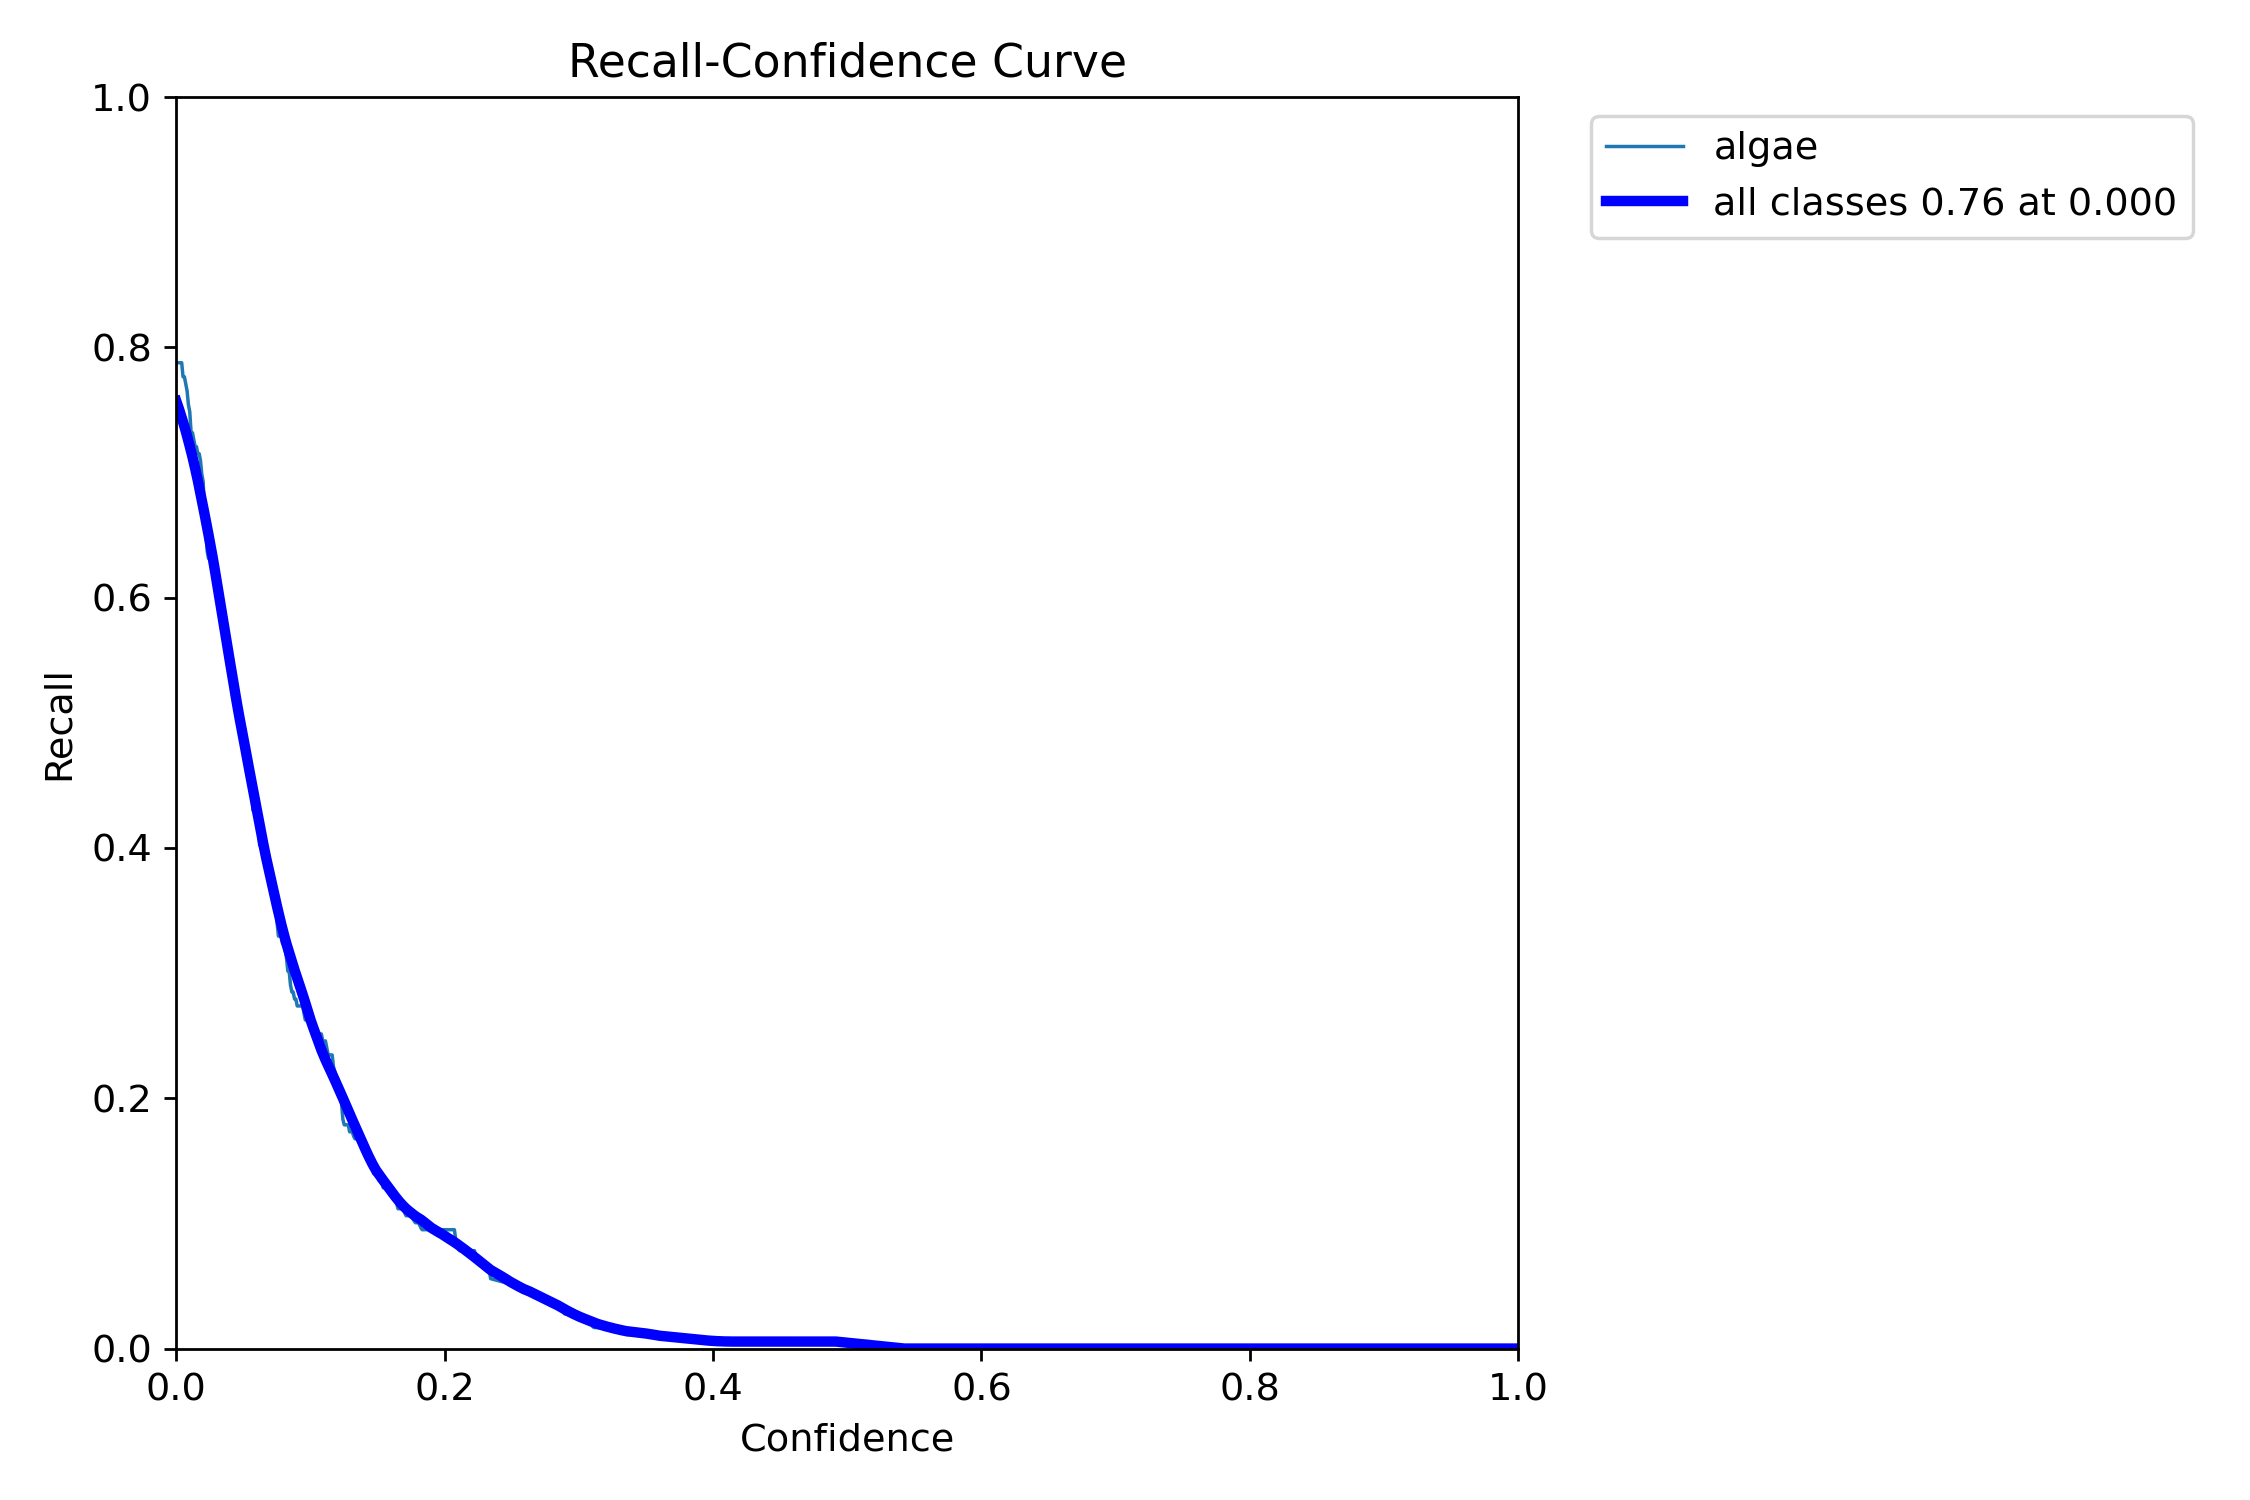 Recall-Confidence Curve
1.0
0.8
0.6
0.4
0.2
0.0
Recall
0.0 0.2 0.4 0.6 0.8 1.0
Confidence
algae
all classes 0.76 at 0.000